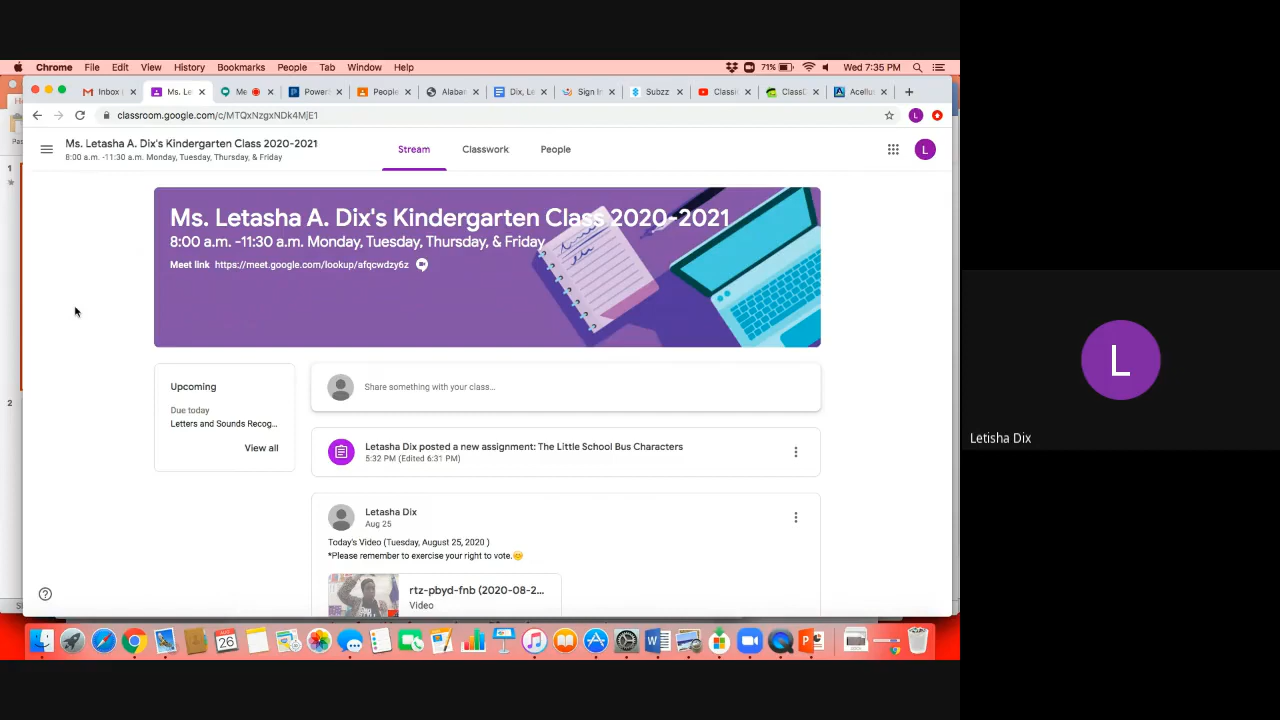 Chrome File Edit View History Bookmarks People Tab Window Help 71% Wed 7:35 PM
Inbox Ms. Le Me Power People Alaba Dix, Le Sign In Subzz Classi ClassD Acellus
classroom.google.com/c/MTQxNzgxNDk4MjE1 L
Ms. Letasha A. Dix's Kindergarten Class 2020-2021
8:00 a.m. -11:30 a.m. Monday, Tuesday, Thursday, & Friday
Stream Classwork People L
Ms. Letasha A. Dix's Kindergarten Class 2020-2021
8:00 a.m. -11:30 a.m. Monday, Tuesday, Thursday, & Friday
Meet link https://meet.google.com/lookup/afqcwdzy6z
Upcoming
Due today
Letters and Sounds Recog...
View all
Share something with your class...
Letasha Dix posted a new assignment: The Little School Bus Characters
5:32 PM (Edited 6:31 PM)
Letasha Dix
Aug 25
Today's Video (Tuesday, August 25, 2020 )
*Please remember to exercise your right to vote.😊
rtz-pbyd-fnb (2020-08-2...
Video
1
2
26
L
Letisha Dix